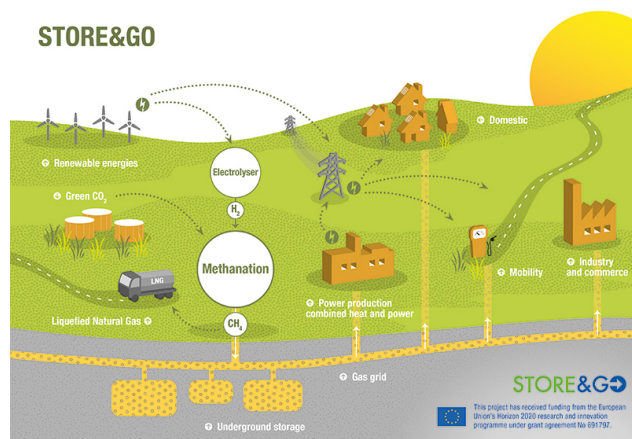 STORE&GO
Domestic
Renewable energies
Electrolyser
Green CO₂
H₂
LNG
Methanation
Mobility
Industry
and commerce
Power production
combined heat and power
Liquefied Natural Gas
CH₄
Gas grid
Underground storage
STORE&GO
This project has received funding from the European
Union's Horizon 2020 research and innovation
programme under grant agreement No 691797.